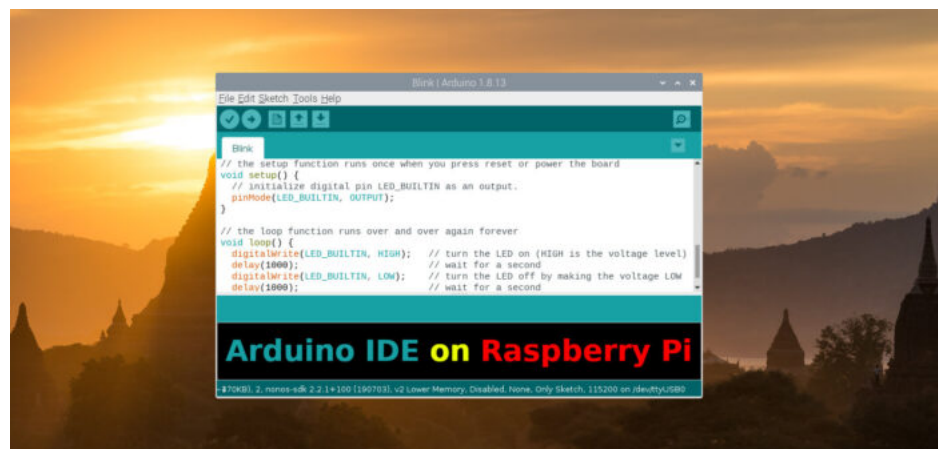 Blink | Arduino 1.8.13
File Edit Sketch Tools Help
Blink
// the setup function runs once when you press reset or power the board
void setup() {
// initialize digital pin LED_BUILTIN as an output.
pinMode(LED_BUILTIN, OUTPUT);
}
// the loop function runs over and over again forever
void loop() {
digitalWrite(LED_BUILTIN, HIGH); // turn the LED on (HIGH is the voltage level)
delay(1000); // wait for a second
digitalWrite(LED_BUILTIN, LOW); // turn the LED off by making the voltage LOW
delay(1000); // wait for a second
Arduino IDE on Raspberry Pi
2, nonos-sdk 2.2.1+100 (190703), v2 Lower Memory, Disabled, None, Only Sketch, 115200 on /dev/ttyUSB0